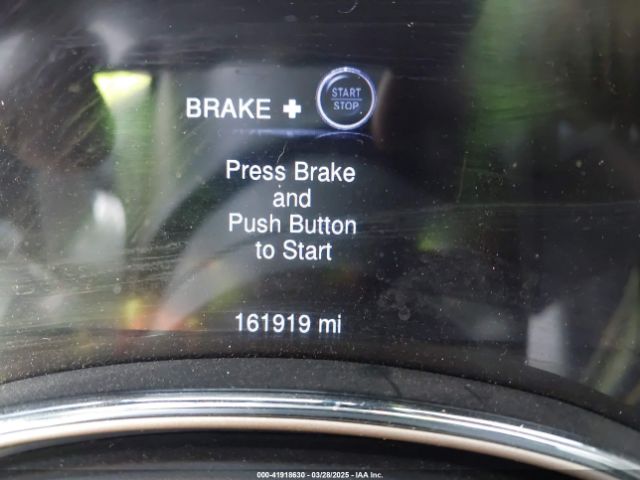 BRAKE + START STOP
Press Brake
and
Push Button
to Start
161919 mi
000-41918630 - 03/28/2025 - IAA Inc.